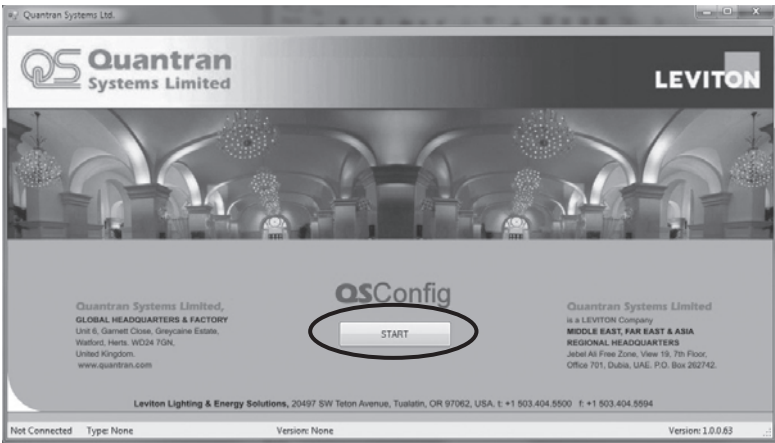 Quantran Systems Ltd.
QS Quantran
Systems Limited
LEVITON
QSConfig
START
Quantran Systems Limited,
GLOBAL HEADQUARTERS & FACTORY
Unit 6, Garnett Close, Greycaine Estate,
Watford, Herts. WD24 7GN,
United Kingdom.
www.quantran.com
Quantran Systems Limited
is a LEVITON Company
MIDDLE EAST, FAR EAST & ASIA
REGIONAL HEADQUARTERS
Jebel Ali Free Zone, View 19, 7th Floor,
Office 701, Dubia, UAE. P.O. Box 262742.
Leviton Lighting & Energy Solutions, 20497 SW Teton Avenue, Tualatin, OR 97062, USA. t: +1 503.404.5500 f: +1 503.404.5594
Not Connected Type: None Version: None Version: 1.0.0.63